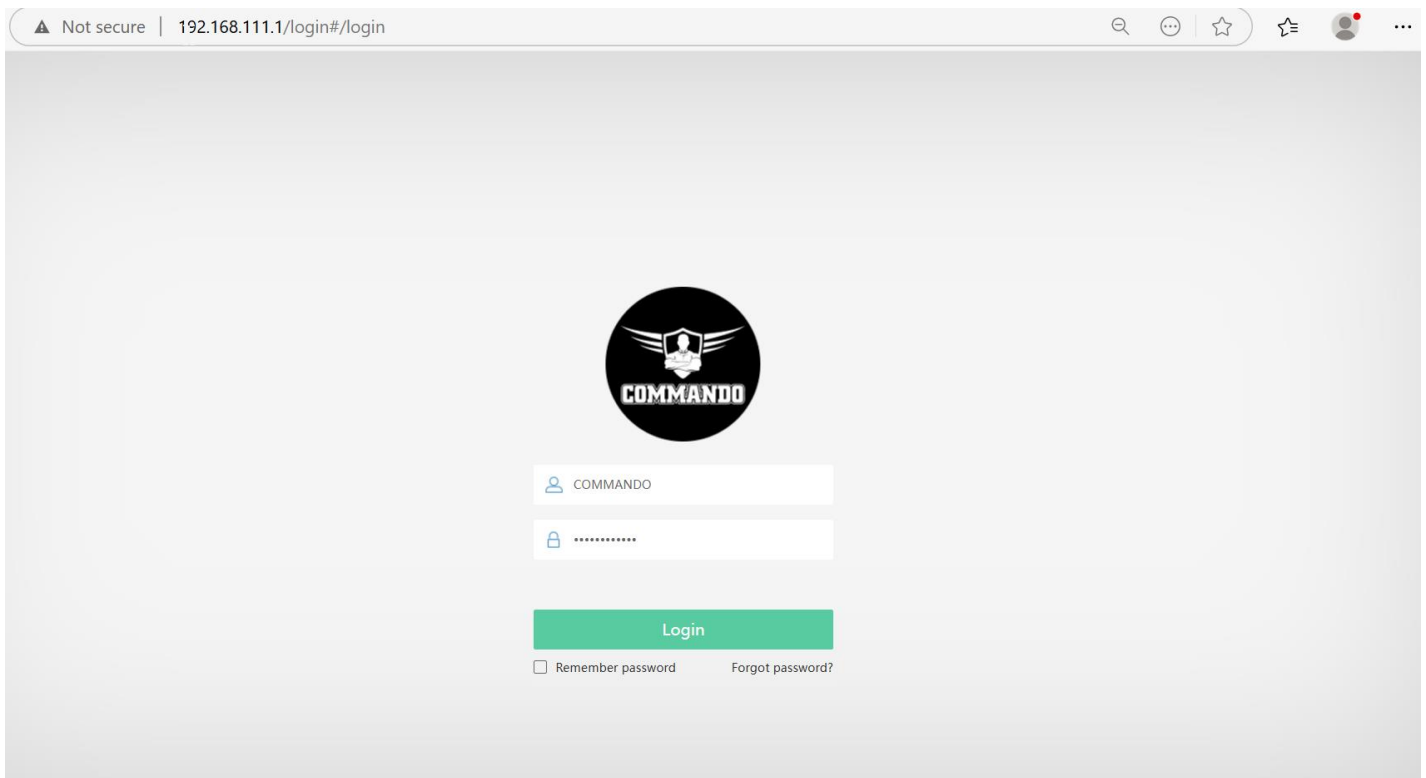 Not secure | 192.168.111.1/login#/login
COMMANDO
COMMANDO
••••••••••••
Login
Remember password Forgot password?